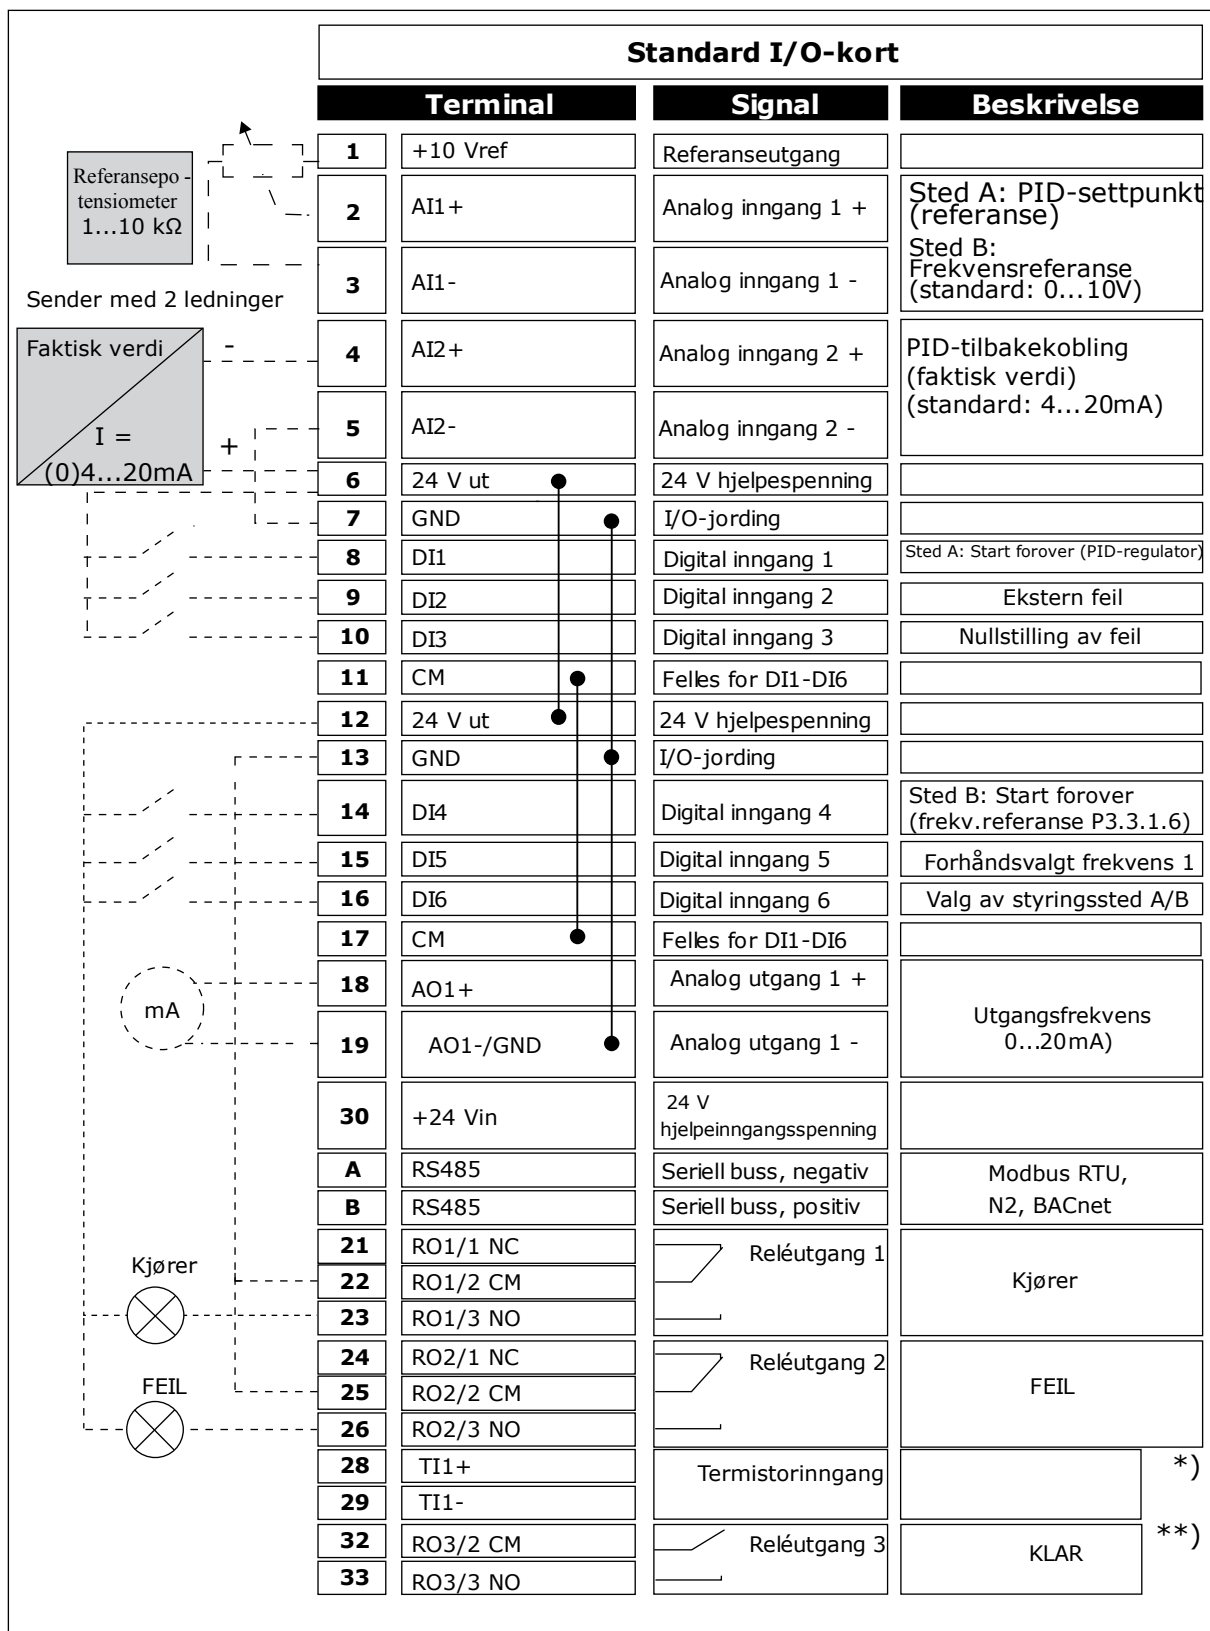 Standard I/O-kort
Terminal Signal Beskrivelse
1 +10 Vref Referanseutgang
Referansepo-
tensiometer
1...10 kΩ
2 AI1+ Analog inngang 1 +
Sted A: PID-settpunkt
(referanse)
Sted B:
Frekvensreferanse
(standard: 0...10V)
3 AI1- Analog inngang 1 -
Sender med 2 ledninger
Faktisk verdi
-
I =
(0)4...20mA
+
4 AI2+ Analog inngang 2 +
PID-tilbakekobling
(faktisk verdi)
(standard: 4...20mA)
5 AI2- Analog inngang 2 -
6 24 V ut 24 V hjelpespenning
7 GND I/O-jording
8 DI1 Digital inngang 1 Sted A: Start forover (PID-regulator)
9 DI2 Digital inngang 2 Ekstern feil
10 DI3 Digital inngang 3 Nullstilling av feil
11 CM Felles for DI1-DI6
12 24 V ut 24 V hjelpespenning
13 GND I/O-jording
14 DI4 Digital inngang 4
Sted B: Start forover
(frekv.referanse P3.3.1.6)
15 DI5 Digital inngang 5 Forhåndsvalgt frekvens 1
16 DI6 Digital inngang 6 Valg av styringssted A/B
17 CM Felles for DI1-DI6
mA
18 AO1+ Analog utgang 1 +
Utgangsfrekvens
0...20mA)
19 AO1-/GND Analog utgang 1 -
30 +24 Vin
24 V
hjelpeinngangsspenning
A RS485 Seriell buss, negativ
Modbus RTU,
N2, BACnet
B RS485 Seriell buss, positiv
21 RO1/1 NC Reléutgang 1
Kjører
22 RO1/2 CM Kjører
23 RO1/3 NO
24 RO2/1 NC Reléutgang 2
FEIL
25 RO2/2 CM FEIL
26 RO2/3 NO
28 TI1+ Termistorinngang *)
29 TI1-
32 RO3/2 CM Reléutgang 3 KLAR **)
33 RO3/3 NO